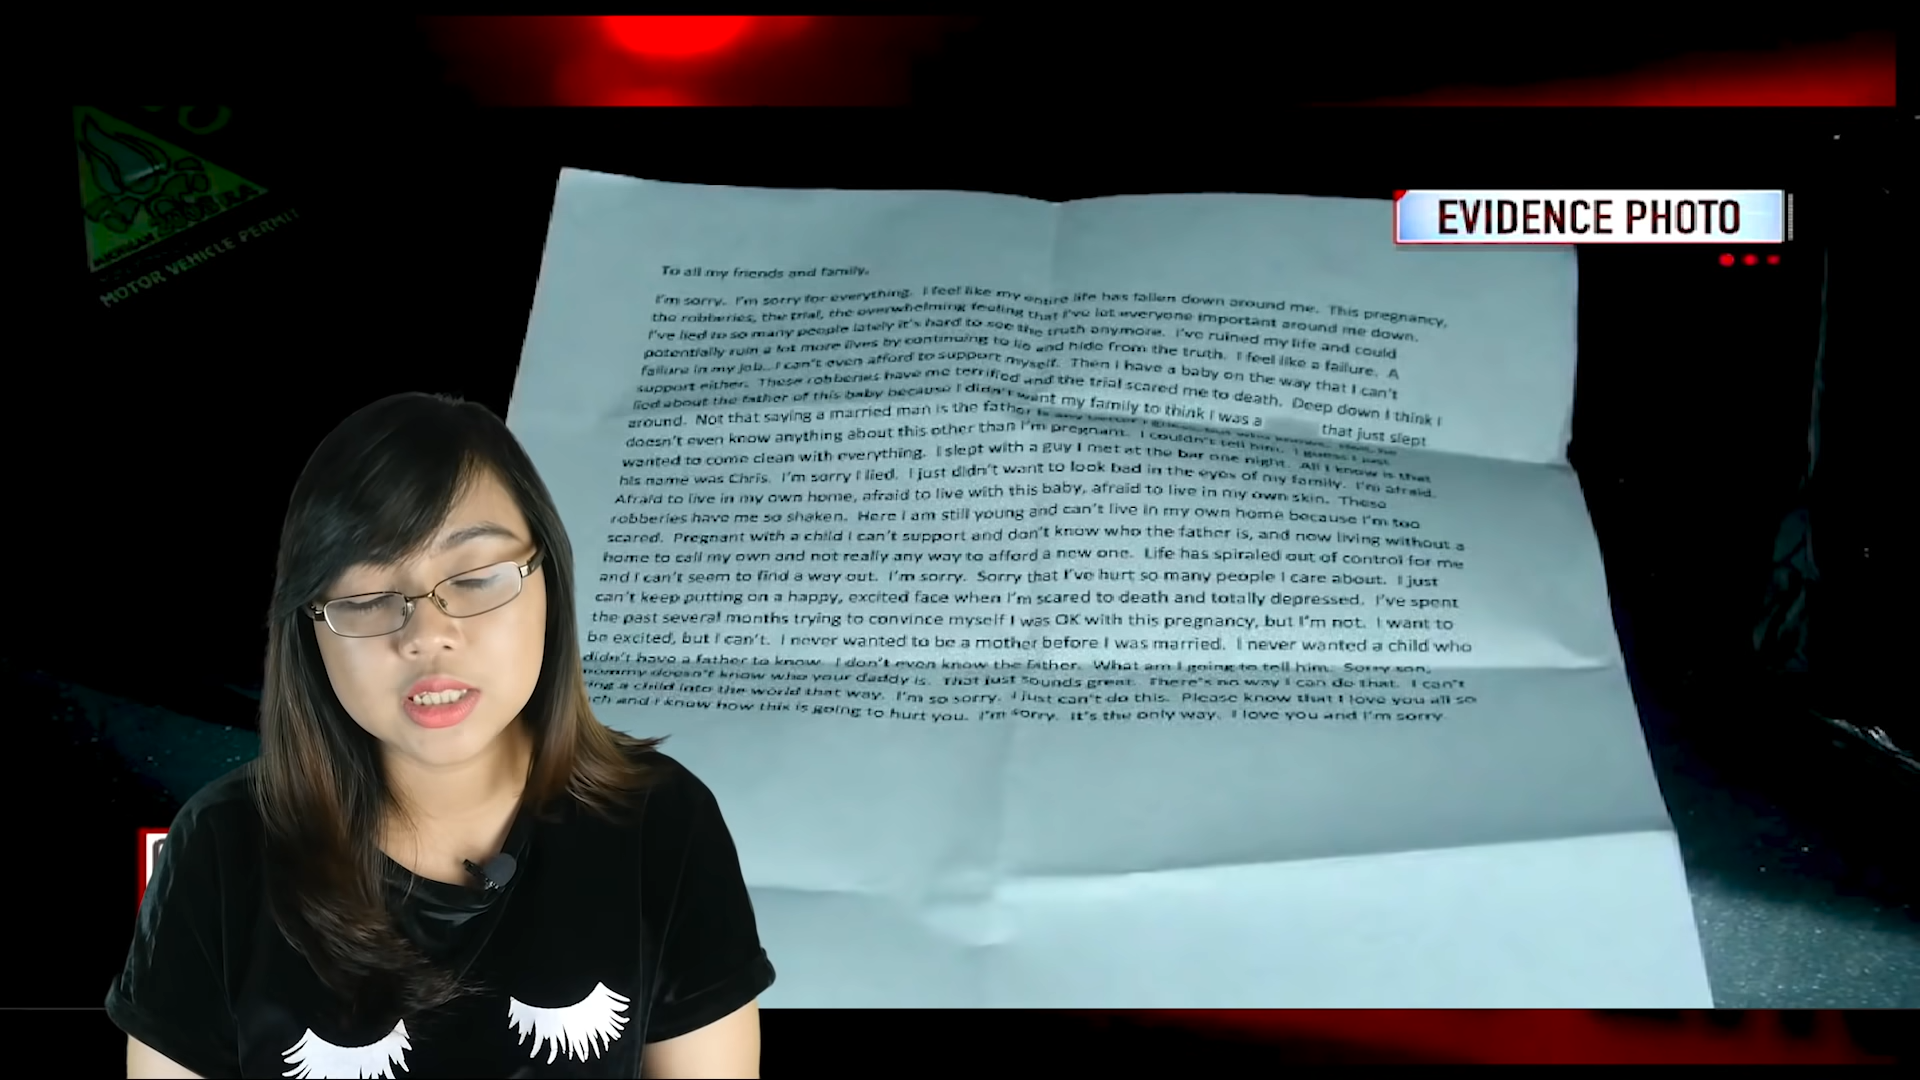 MOTOR VEHICLE PERMIT
EVIDENCE PHOTO
To all my friends and family,
I'm sorry. I'm sorry for everything. I feel like my entire life has fallen down around me. This pregnancy,
the robberies, the trial, the overwhelming feeling that I've let everyone important around me down.
I've lied to so many people lately it's hard to see the truth anymore. I've ruined my life and could
potentially ruin a lot more lives by continuing to lie and hide from the truth. I feel like a failure. A
failure in my job...I can't even afford to support myself. Then I have a baby on the way that I can't
support either. These robberies have me terrified and the trial scared me to death. Deep down I think I
lied about the father of this baby because I didn't want my family to think I was a that just slept
around. Not that saying a married man is the father is any better I guess, but who knows. he
doesn't even know anything about this other than I'm pregnant. I couldn't tell him. I guess I just
wanted to come clean with everything. I slept with a guy I met at the bar one night. All I know is that
his name was Chris. I'm sorry I lied. I just didn't want to look bad in the eyes of my family. I'm afraid.
Afraid to live in my own home, afraid to live with this baby, afraid to live in my own skin. These
robberies have me so shaken. Here I am still young and can't live in my own home because I'm too
scared. Pregnant with a child I can't support and don't know who the father is, and now living without a
home to call my own and not really any way to afford a new one. Life has spiraled out of control for me
and I can't seem to find a way out. I'm sorry. Sorry that I've hurt so many people I care about. I just
can't keep putting on a happy, excited face when I'm scared to death and totally depressed. I've spent
the past several months trying to convince myself I was OK with this pregnancy, but I'm not. I want to
be excited, but I can't. I never wanted to be a mother before I was married. I never wanted a child who
didn't have a father to know. I don't even know the father. What am I going to tell him: Sorry son,
mommy doesn't know who your daddy is. That just sounds great. There's no way I can do that. I can't
ing a child into the world that way. I'm so sorry. I just can't do this. Please know that I love you all so
ch and I know how this is going to hurt you. I'm sorry. It's the only way. I love you and I'm sorry